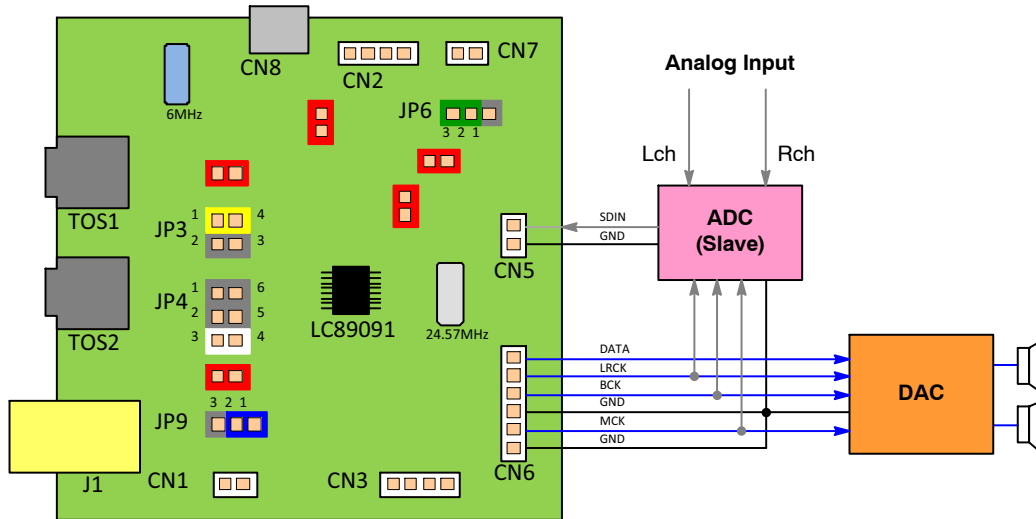 CN8
CN2
CN7
6MHz
JP6
3 2 1
Analog Input
Lch
Rch
TOS1
JP3
1
4
2
3
SDIN
GND
CN5
ADC
(Slave)
JP4
1
6
2
5
3
4
TOS2
LC89091
24.57MHz
DATA
LRCK
BCK
GND
MCK
GND
CN6
DAC
JP9
3 2 1
J1
CN1
CN3